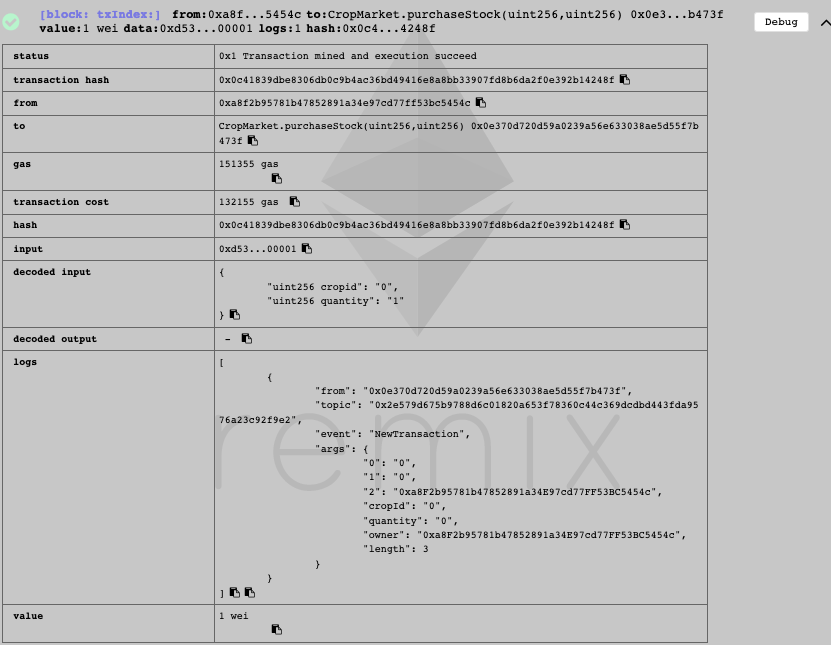 [block: txIndex:] from:0xa8f...5454c to:CropMarket.purchaseStock(uint256,uint256) 0x0e3...b473f
value:1 wei data:0xd53...00001 logs:1 hash:0x0c4...4248f
Debug
status 0x1 Transaction mined and execution succeed
transaction hash 0x0c41839dbe8306db0c9b4ac36bd49416e8a8bb33907fd8b6da2f0e392b14248f
from 0xa8f2b95781b47852891a34e97cd77ff53bc5454c
to CropMarket.purchaseStock(uint256,uint256) 0x0e370d720d59a0239a56e633038ae5d55f7b
473f
gas 151355 gas
transaction cost 132155 gas
hash 0x0c41839dbe8306db0c9b4ac36bd49416e8a8bb33907fd8b6da2f0e392b14248f
input 0xd53...00001
decoded input {
"uint256 cropid": "0",
"uint256 quantity": "1"
}
decoded output -
logs [
{
"from": "0x0e370d720d59a0239a56e633038ae5d55f7b473f",
"topic": "0x2e579d675b9788d6c01820a653f78360c44c369dcdbd443fda95
76a23c92f9e2",
"event": "NewTransaction",
"args": {
"0": "0",
"1": "0",
"2": "0xa8F2b95781b47852891a34E97cd77FF53BC5454c",
"cropId": "0",
"quantity": "0",
"owner": "0xa8F2b95781b47852891a34E97cd77FF53BC5454c",
"length": 3
}
}
]
value 1 wei
remix